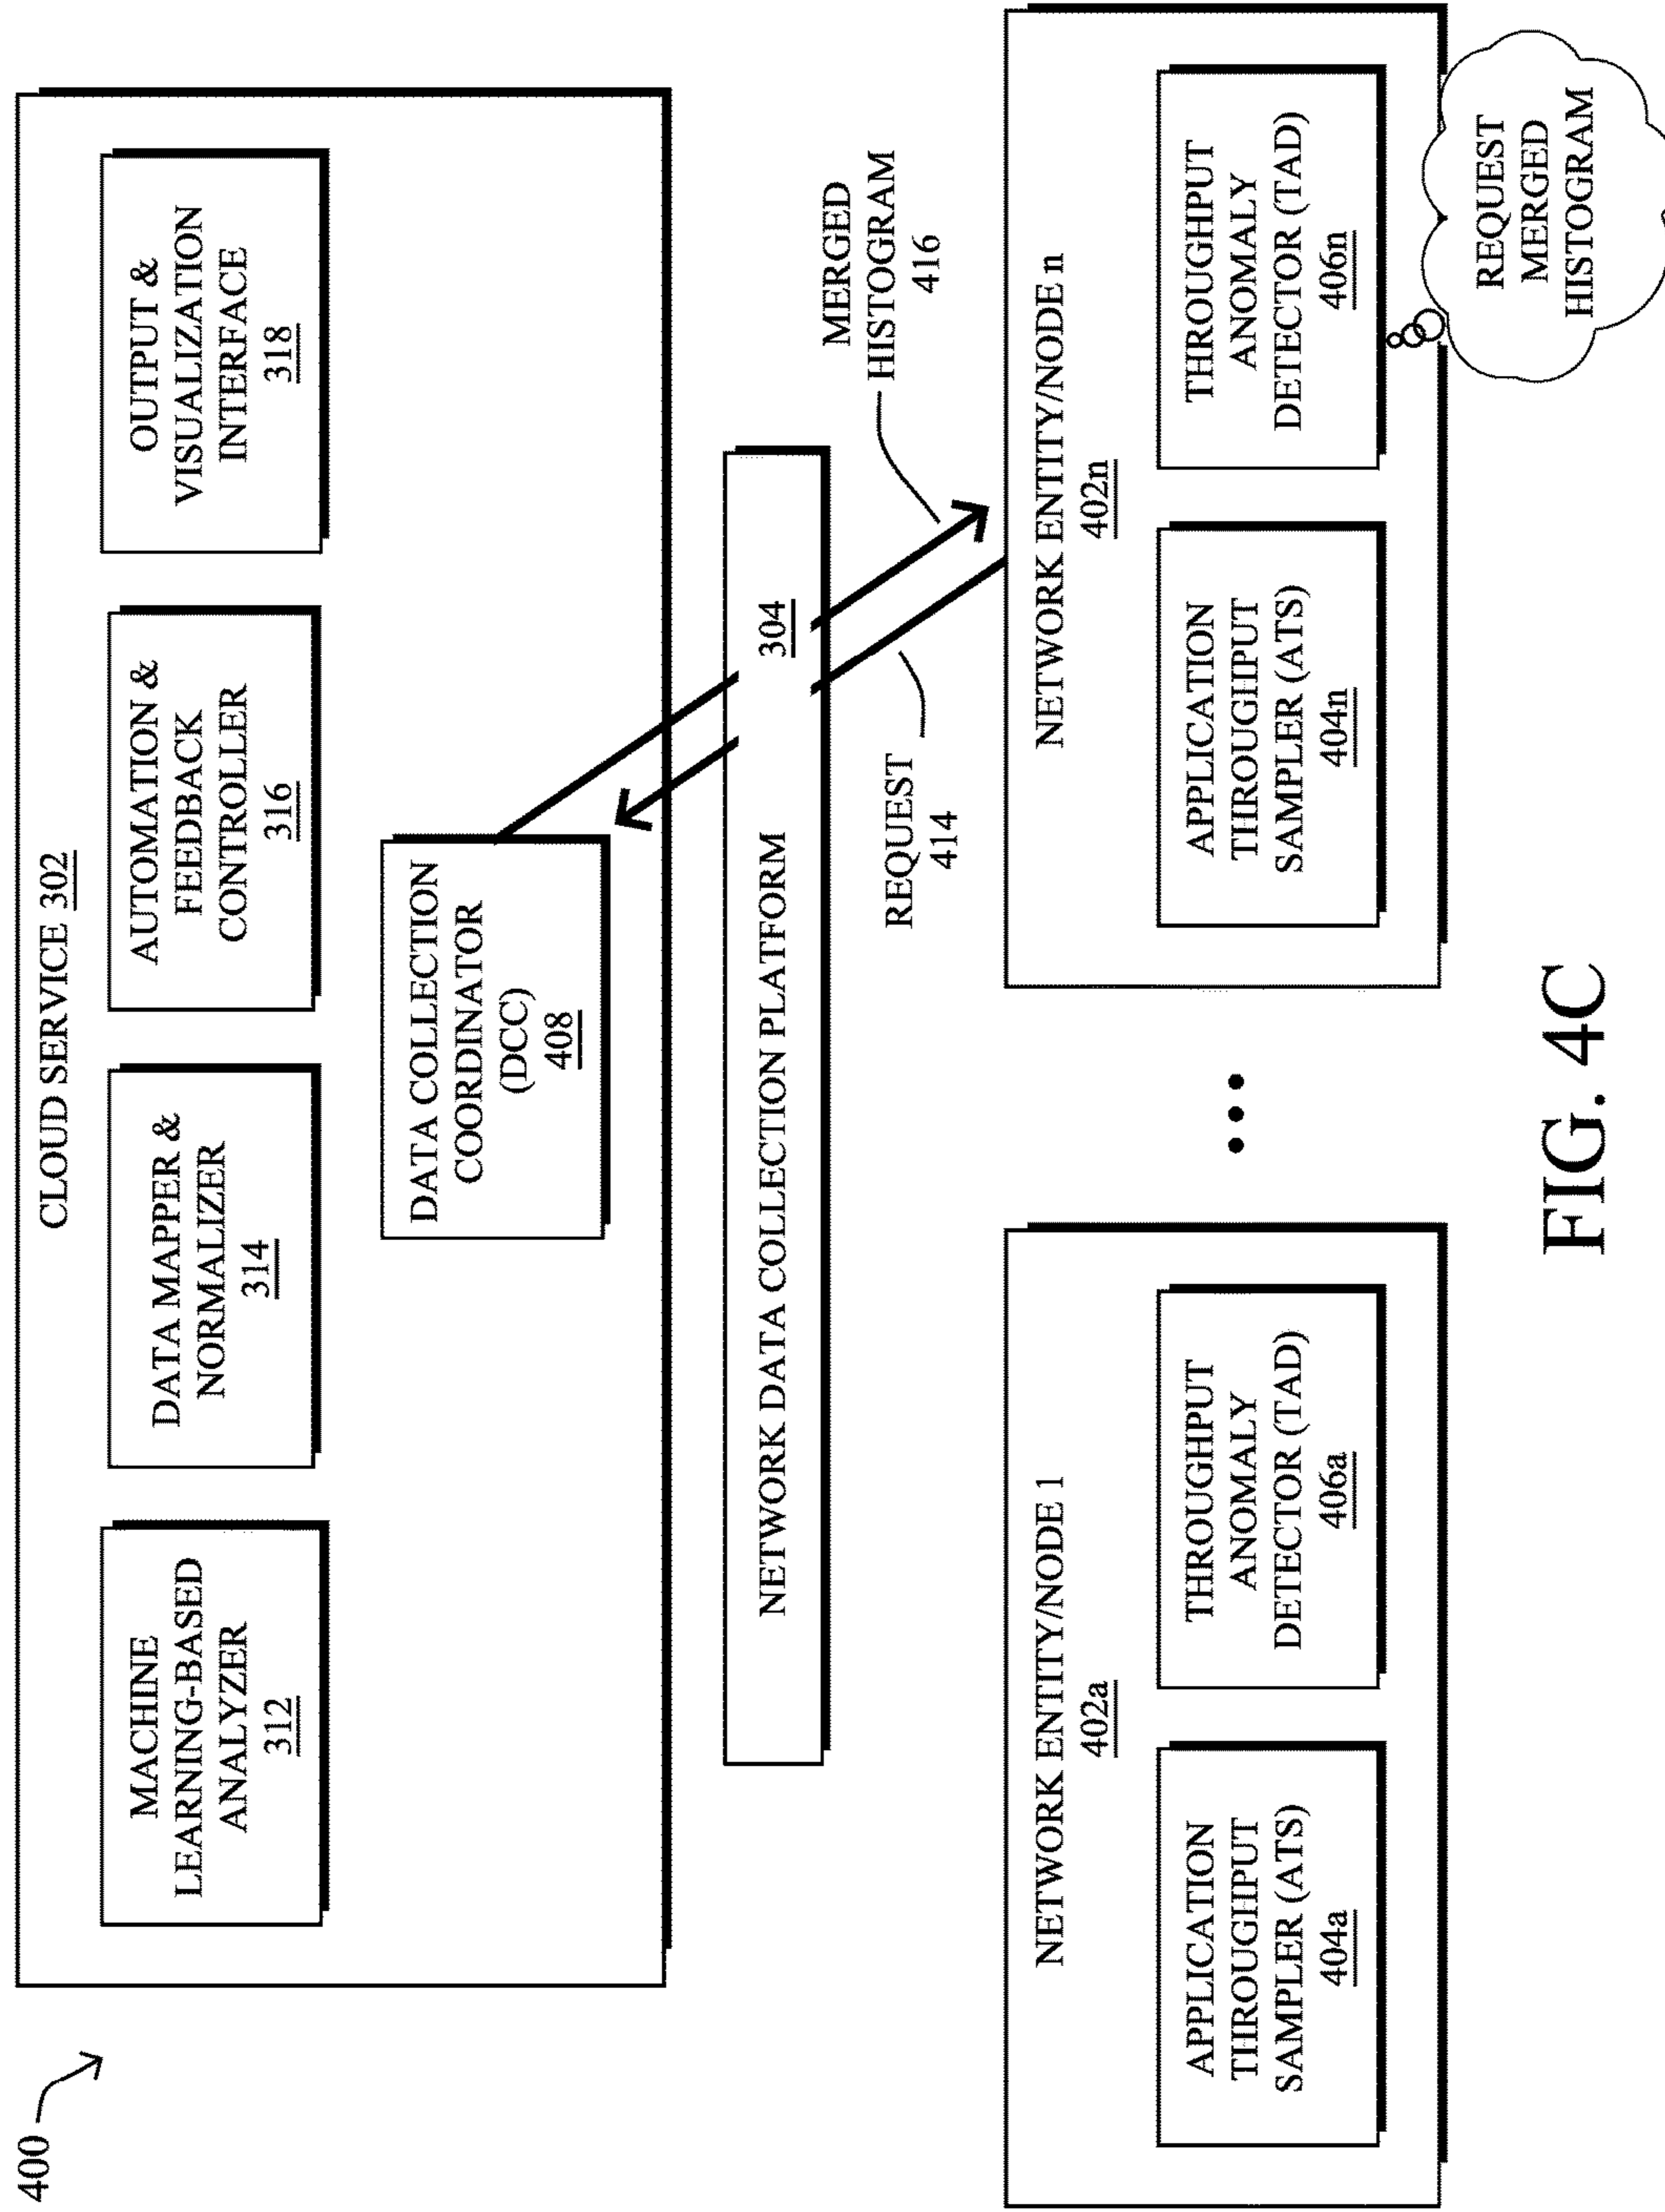 400
CLOUD SERVICE 302
MACHINE
LEARNING-BASED
ANALYZER
312
DATA MAPPER &
NORMALIZER
314
AUTOMATION &
FEEDBACK
CONTROLLER
316
OUTPUT &
VISUALIZATION
INTERFACE
318
DATA COLLECTION
COORDINATOR
(DCC)
408
NETWORK DATA COLLECTION PLATFORM
304
MERGED
HISTOGRAM
416
REQUEST
414
NETWORK ENTITY/NODE 1
402a
APPLICATION
THROUGHPUT
SAMPLER (ATS)
404a
THROUGHPUT
ANOMALY
DETECTOR (TAD)
406a
NETWORK ENTITY/NODE n
402n
APPLICATION
THROUGHPUT
SAMPLER (ATS)
404n
THROUGHPUT
ANOMALY
DETECTOR (TAD)
406n
REQUEST
MERGED
HISTOGRAM
FIG. 4C